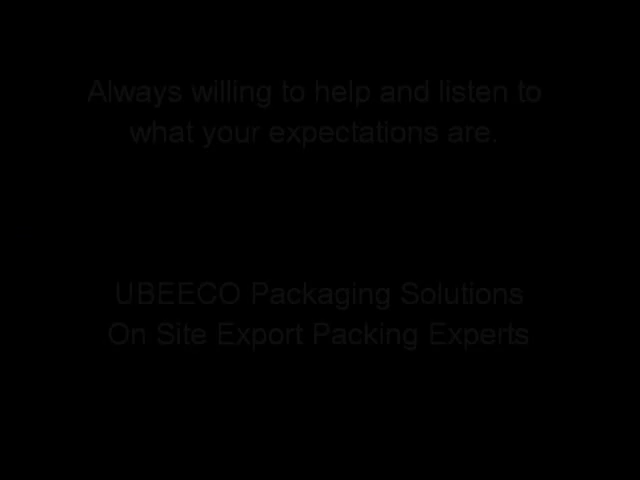 Always willing to help and listen to
what your expectations are.
UBEECO Packaging Solutions
On Site Export Packing Experts